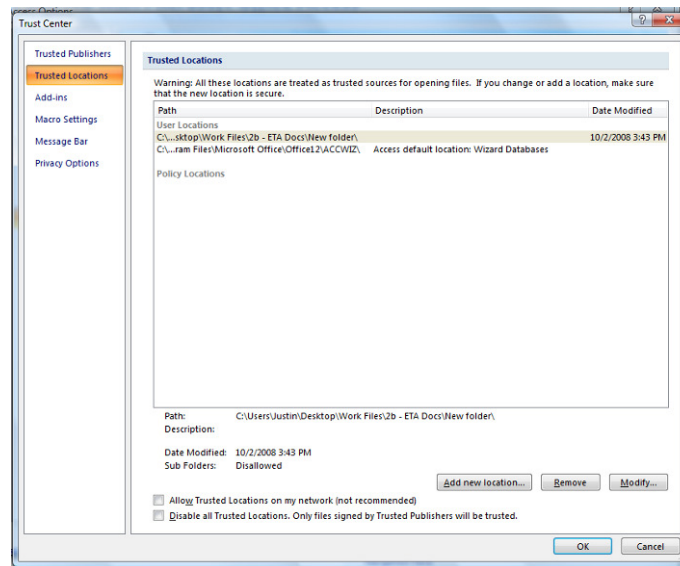 Access Options
Trust Center
Trusted Publishers
Trusted Locations
Add-ins
Macro Settings
Message Bar
Privacy Options
Trusted Locations
Warning: All these locations are treated as trusted sources for opening files. If you change or add a location, make sure
that the new location is secure.
Path Description Date Modified
User Locations
C:\...sktop\Work Files\2b - ETA Docs\New folder\ 10/2/2008 3:43 PM
C:\...ram Files\Microsoft Office\Office12\ACCWIZ\ Access default location: Wizard Databases
Policy Locations
Path: C:\Users\Justin\Desktop\Work Files\2b - ETA Docs\New folder\
Description:
Date Modified: 10/2/2008 3:43 PM
Sub Folders: Disallowed
Add new location... Remove Modify...
Allow Trusted Locations on my network (not recommended)
Disable all Trusted Locations. Only files signed by Trusted Publishers will be trusted.
OK Cancel